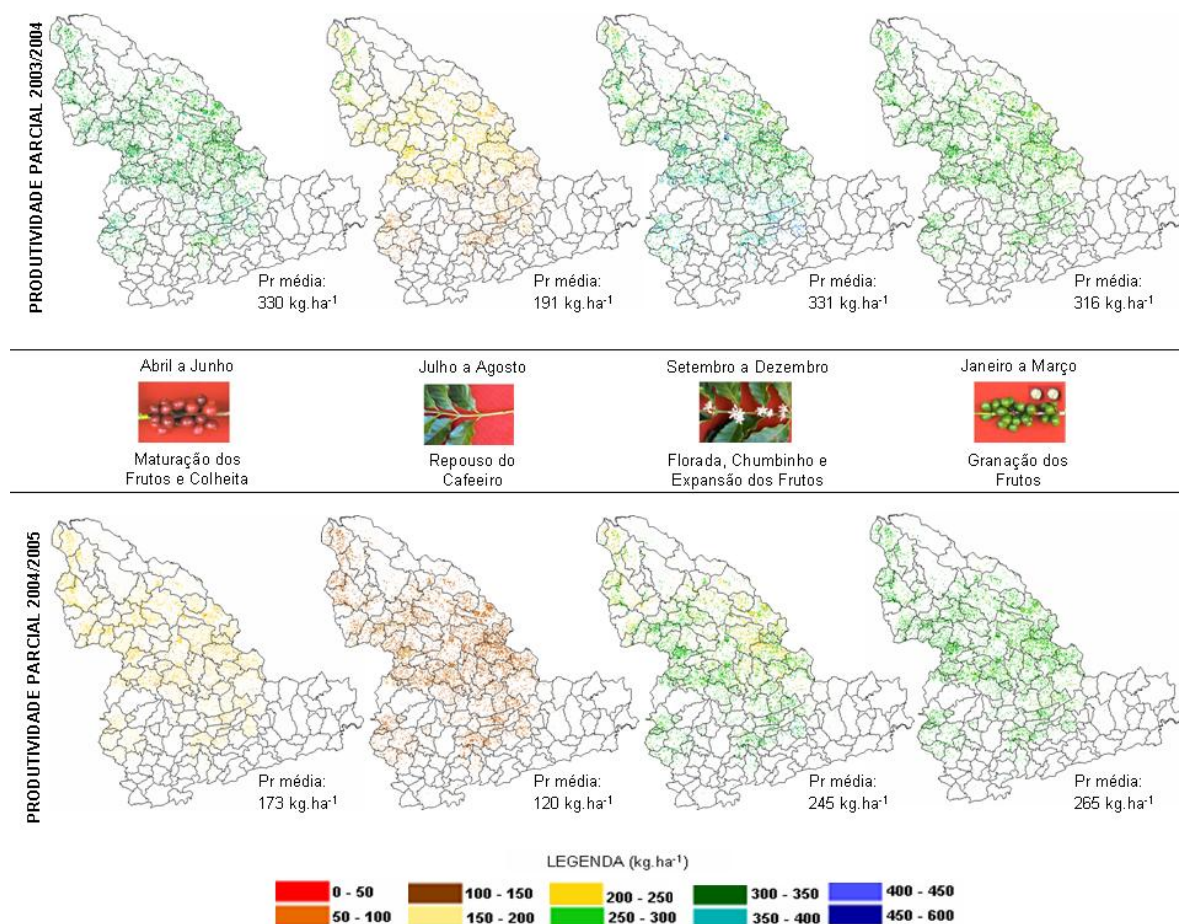 PRODUTIVIDADE PARCIAL 2003/2004
Pr média:
330 kg.ha⁻¹
Pr média:
191 kg.ha⁻¹
Pr média:
331 kg.ha⁻¹
Pr média:
316 kg.ha⁻¹
Abril a Junho
Maturação dos
Frutos e Colheita
Julho a Agosto
Repouso do
Cafeeiro
Setembro a Dezembro
Florada, Chumbinho e
Expansão dos Frutos
Janeiro a Março
Granação dos
Frutos
PRODUTIVIDADE PARCIAL 2004/2005
Pr média:
173 kg.ha⁻¹
Pr média:
120 kg.ha⁻¹
Pr média:
245 kg.ha⁻¹
Pr média:
265 kg.ha⁻¹
LEGENDA (kg.ha⁻¹)
0 - 50
100 - 150
200 - 250
300 - 350
400 - 450
50 - 100
150 - 200
250 - 300
350 - 400
450 - 600